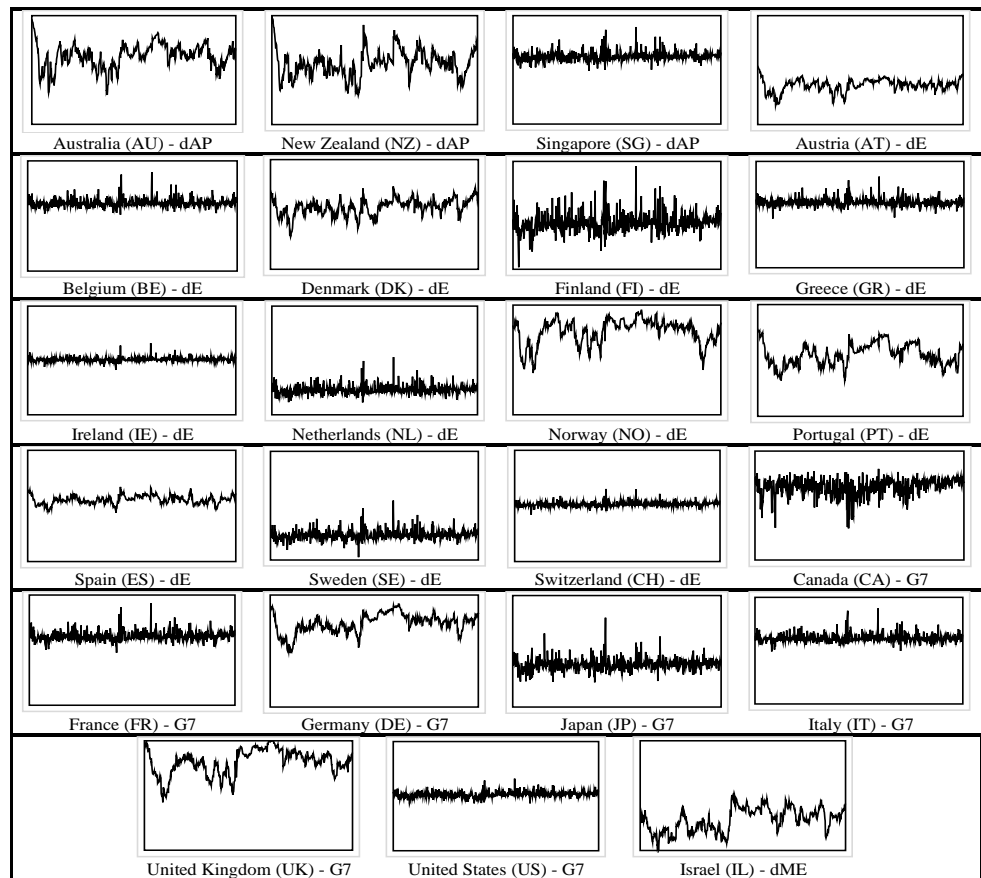 Australia (AU) - dAP
New Zealand (NZ) - dAP
Singapore (SG) - dAP
Austria (AT) - dE
Belgium (BE) - dE
Denmark (DK) - dE
Finland (FI) - dE
Greece (GR) - dE
Ireland (IE) - dE
Netherlands (NL) - dE
Norway (NO) - dE
Portugal (PT) - dE
Spain (ES) - dE
Sweden (SE) - dE
Switzerland (CH) - dE
Canada (CA) - G7
France (FR) - G7
Germany (DE) - G7
Japan (JP) - G7
Italy (IT) - G7
United Kingdom (UK) - G7
United States (US) - G7
Israel (IL) - dME